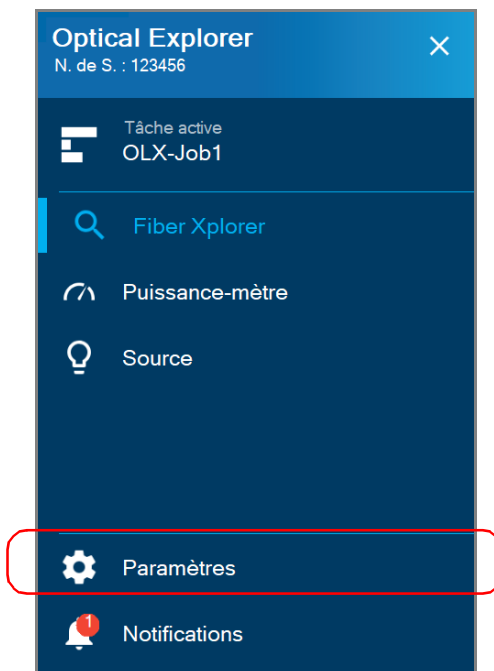 Optical Explorer
N. de S. : 123456
Tâche active
OLX-Job1
Fiber Xplorer
Puissance-mètre
Source
Paramètres
1
Notifications